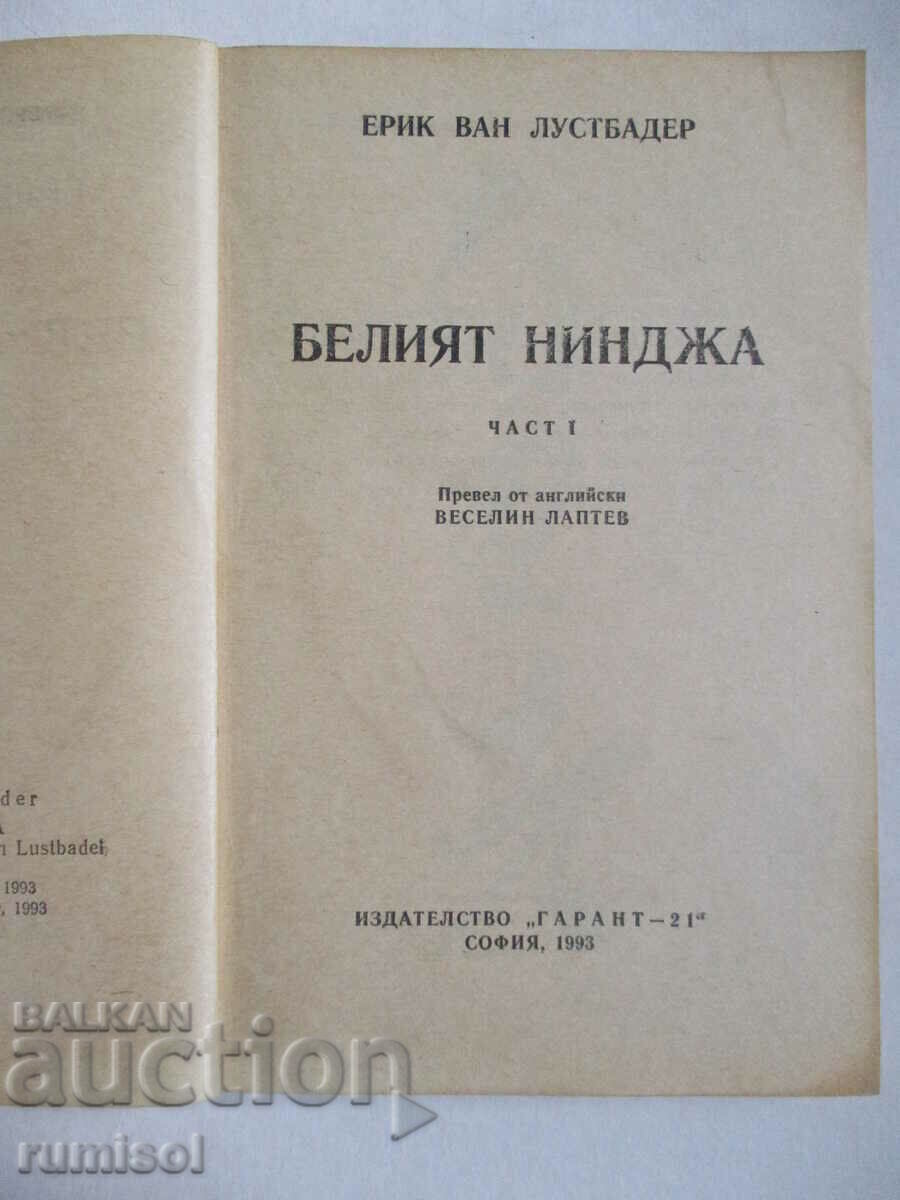 der
n Lustbader
1993
, 1993
ЕРИК ВАН ЛУСТБАДЕР
БЕЛИЯТ НИНДЖА
ЧАСТ I
Превел от английски
ВЕСЕЛИН ЛАПТЕВ
ИЗДАТЕЛСТВО „ГАРАНТ—21“
СОФИЯ, 1993
BALKAN
auction
rumisol